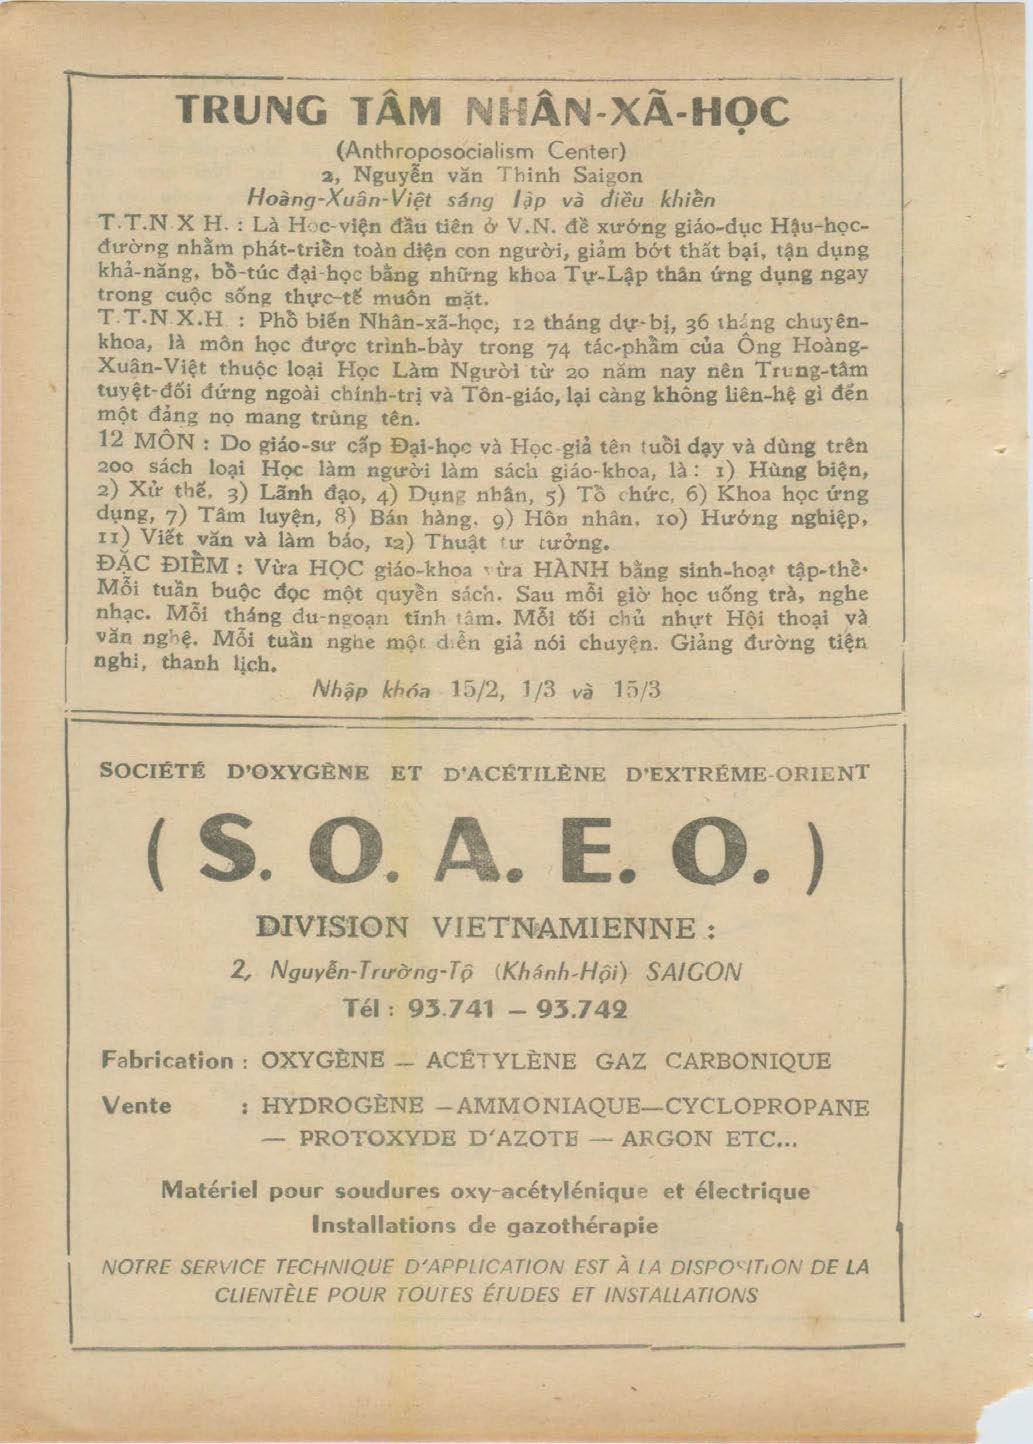 TRUNG TÂM NHÂN-XÃ-HỌC
(Anthroposocialism Center)
2, Nguyễn văn Thinh Saigon
Hoàng-Xuân-Việt sáng lập và điều khiển
T.T.N.X H. : Là Học-viện đầu tiên ở V.N. đề xướng giáo-dục Hậu-học-
đường nhằm phát-triển toàn diện con người, giảm bớt thất bại, tận dụng
khả-năng, bồ-túc đại-học bằng những khoa Tự-Lập thân ứng dụng ngay
trong cuộc sống thực-tế muôn mặt.
T.T.N.X.H : Phổ biến Nhân-xã-học, 12 tháng dự-bị, 36 tháng chuyên-
khoa, là môn học được trình-bày trong 74 tác-phẩm của Ông Hoàng-
Xuân-Việt thuộc loại Học Làm Người từ 20 năm nay nên Trung-tâm
tuyệt-đối đứng ngoài chính-trị và Tôn-giáo, lại càng không liên-hệ gì đến
một đảng nọ mang trùng tên.
12 MÔN : Do giáo-sư cấp Đại-học và Học-giả tên tuổi dạy và dùng trên
200 sách loại Học làm người làm sách giáo-khoa, là : 1) Hùng biện,
2) Xử thế, 3) Lãnh đạo, 4) Dụng nhân, 5) Tổ chức, 6) Khoa học ứng
dụng, 7) Tâm luyện, 8) Bán hàng, 9) Hôn nhân, 10) Hướng nghiệp,
11) Viết văn và làm báo, 12) Thuật tư tưởng.
ĐẶC ĐIỂM : Vừa HỌC giáo-khoa vừa HÀNH bằng sinh-hoạt tập-thể.
Mỗi tuần buộc đọc một quyển sách. Sau mỗi giờ học uống trà, nghe
nhạc. Mỗi tháng du-ngoạn tĩnh tâm. Mỗi tối chủ nhựt Hội thoại và
văn nghệ. Mỗi tuần nghe một diễn giả nói chuyện. Giảng đường tiện
nghi, thanh lịch.
Nhập khóa 15/2, 1/3 và 15/3
SOCIÉTÉ D'OXYGÈNE ET D'ACÉTILÈNE D'EXTRÉME-ORIENT
( S. O. A. E. O. )
DIVISION VIETNAMIENNE :
2, Nguyễn-Trường-Tộ (Khánh-Hội) SAIGON
Tél : 93.741 – 93.742
Fabrication : OXYGÈNE — ACÉTYLÈNE GAZ CARBONIQUE
Vente : HYDROGÈNE —AMMONIAQUE—CYCLOPROPANE
— PROTOXYDE D'AZOTE — ARGON ETC...
Matériel pour soudures oxy-acétylénique et électrique
Installations de gazothérapie
NOTRE SERVICE TECHNIQUE D'APPLICATION EST À LA DISPOSITION DE LA
CLIENTÈLE POUR TOUTES ÉTUDES ET INSTALLATIONS